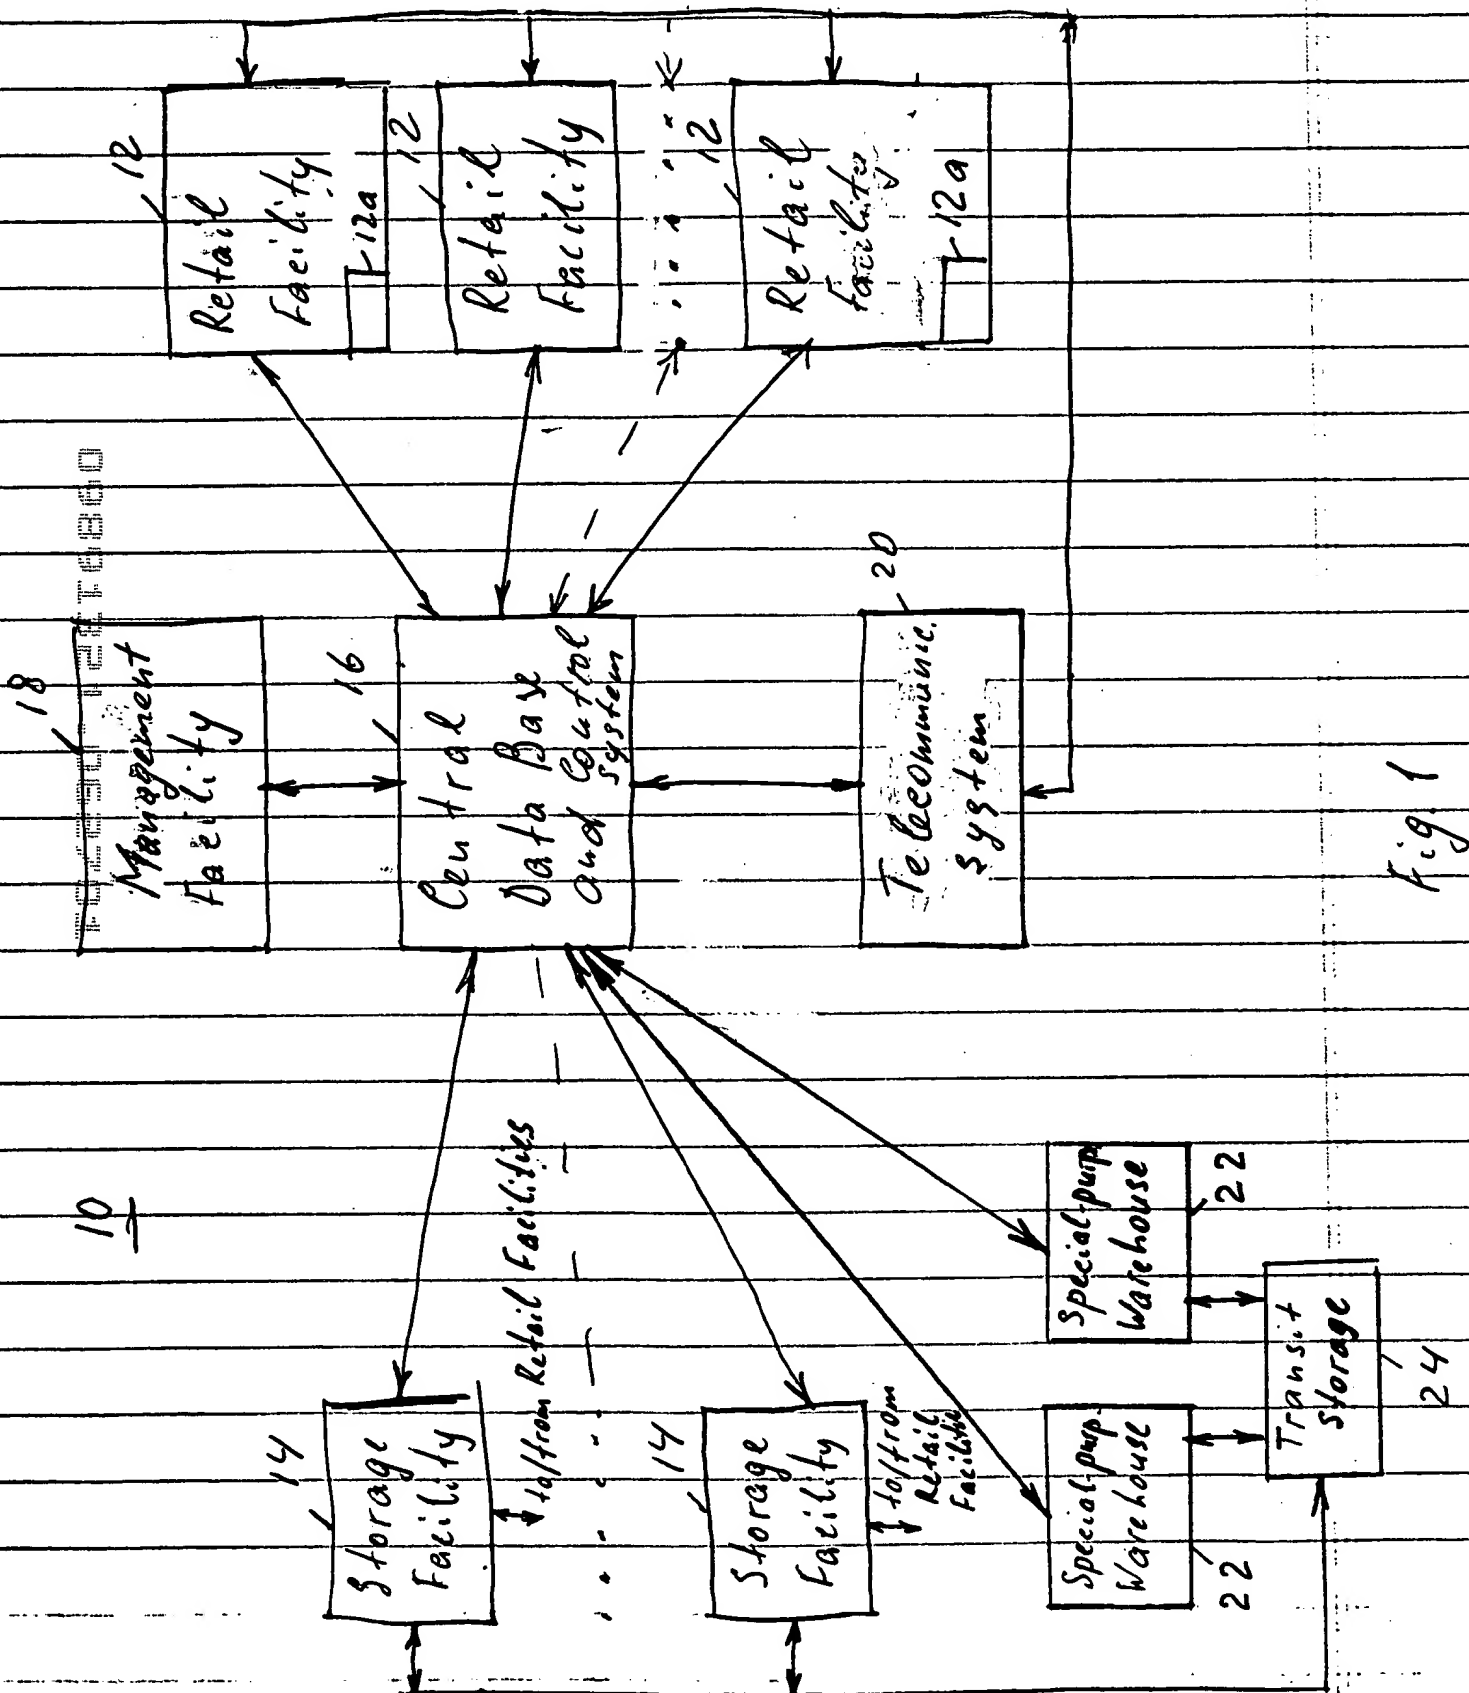 10
14
Storage
Facility
to/from Retail Facilities
14
Storage
Facility
to/from
Retail
Facilitie
Special-purp.
Warehouse
22
Special-purp.
Warehouse
22
Transit
Storage
24
18
Management
Facility
16
Central
Data Base
and Control
System
20
Telecommunic.
System
12
Retail
Facility
12a
12
Retail
Facility
12
Retail
Facility
12a
Fig. 1